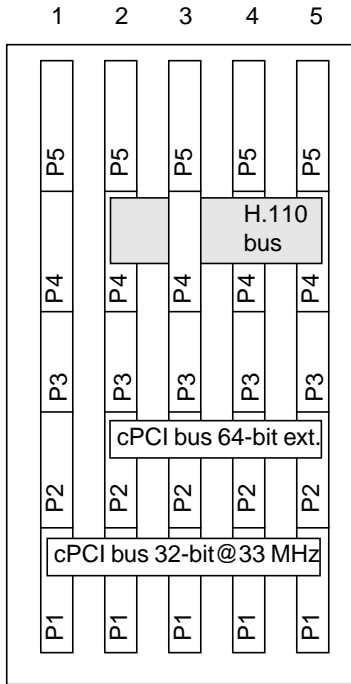 1 2 3 4 5
P5 P5 P5 P5 P5
H.110
bus
P4 P4 P4 P4 P4
P3 P3 P3 P3 P3
cPCI bus 64-bit ext.
P2 P2 P2 P2 P2
cPCI bus 32-bit@33 MHz
P1 P1 P1 P1 P1